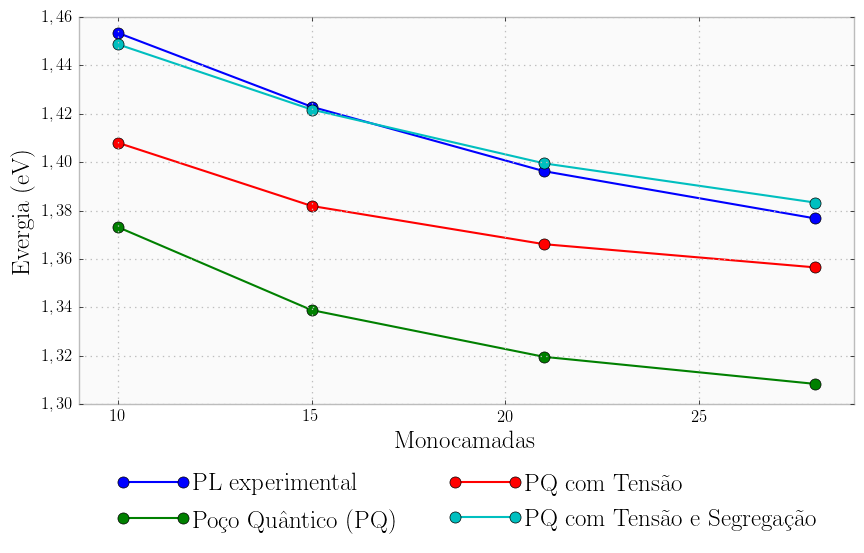 1,46
1,44
1,42
1,40
1,38
1,36
1,34
1,32
1,30
Evergia (eV)
10 15 20 25
Monocamadas
PL experimental PQ com Tensão
Poço Quântico (PQ) PQ com Tensão e Segregação